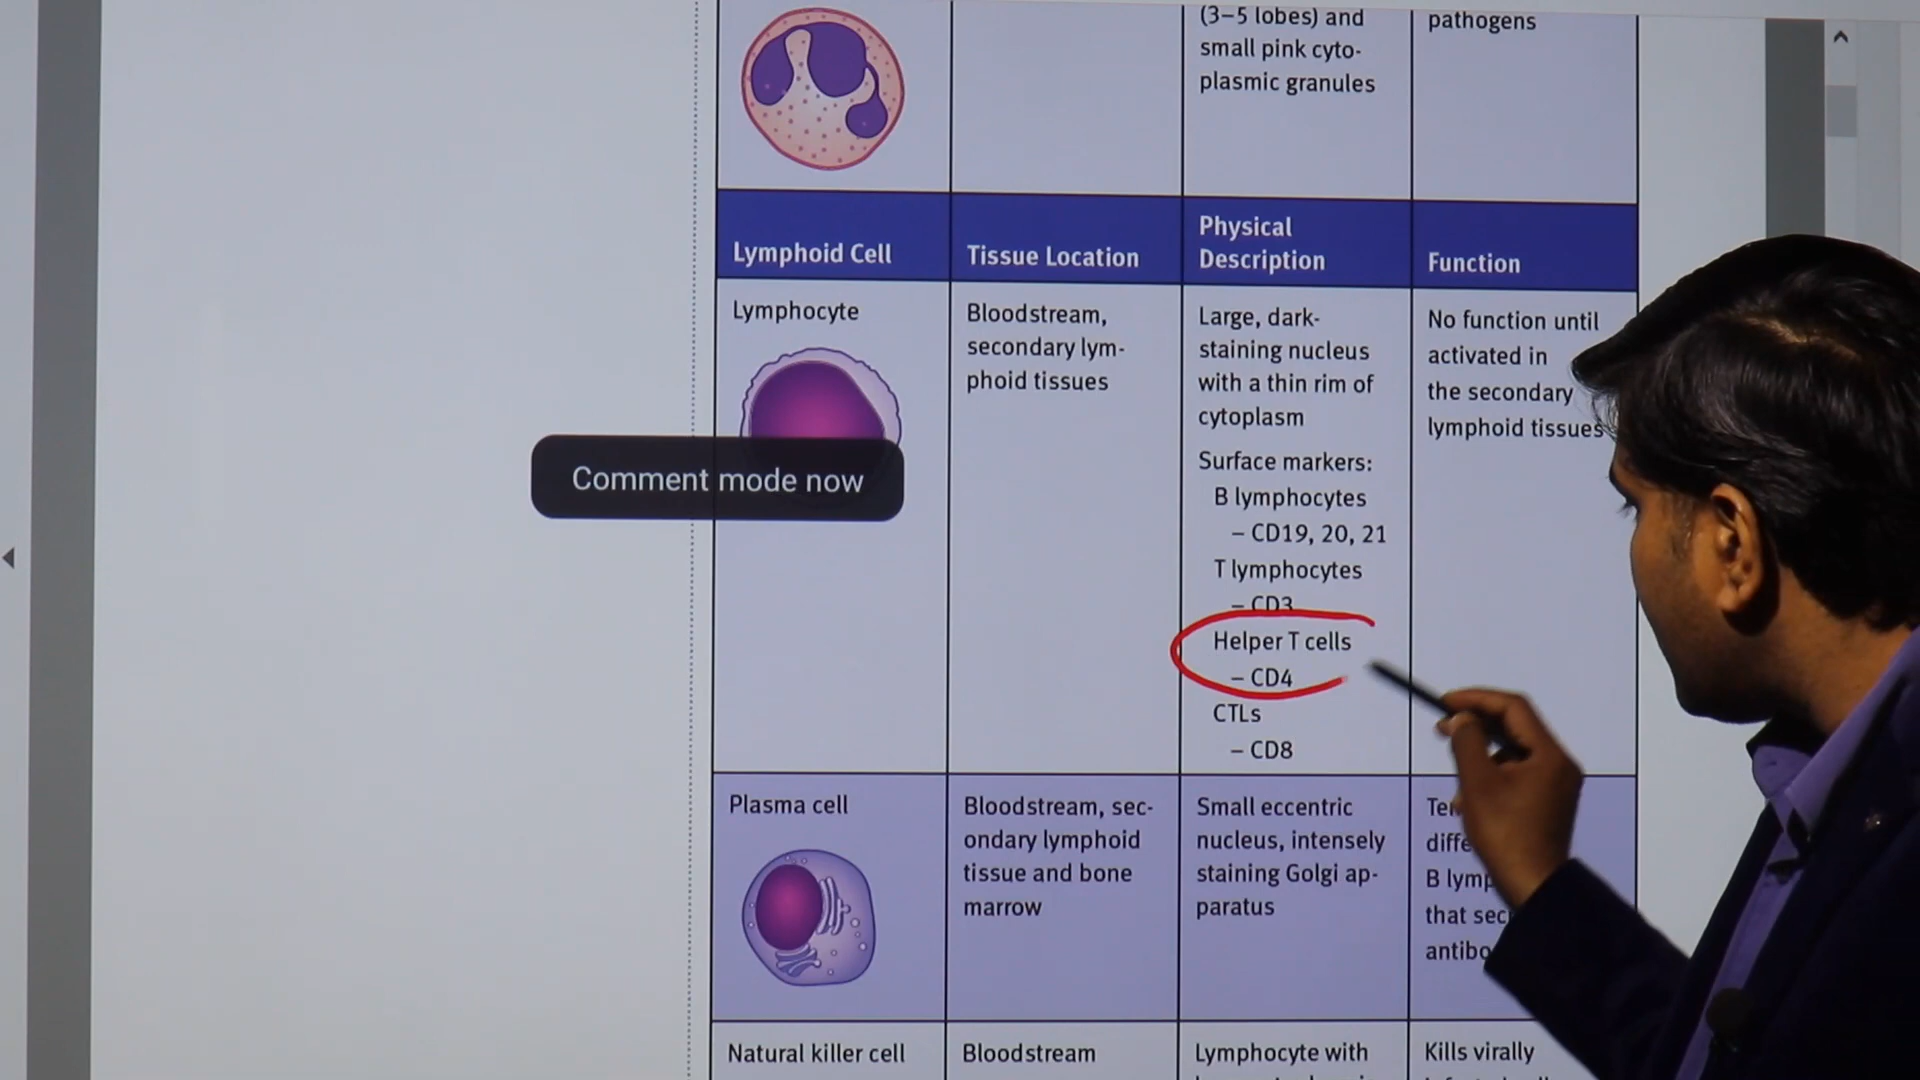 (3–5 lobes) and
small pink cyto-
plasmic granules
pathogens
Lymphoid Cell
Tissue Location
Physical
Description
Function
Lymphocyte
Bloodstream,
secondary lym-
phoid tissues
Large, dark-
staining nucleus
with a thin rim of
cytoplasm
Surface markers:
B lymphocytes
– CD19, 20, 21
T lymphocytes
– CD3
Helper T cells
– CD4
CTLs
– CD8
No function until
activated in
the secondary
lymphoid tissues
Comment mode now
Plasma cell
Bloodstream, sec-
ondary lymphoid
tissue and bone
marrow
Small eccentric
nucleus, intensely
staining Golgi ap-
paratus
B
that
Natural killer cell
Bloodstream
Lymphocyte with
Kills virally